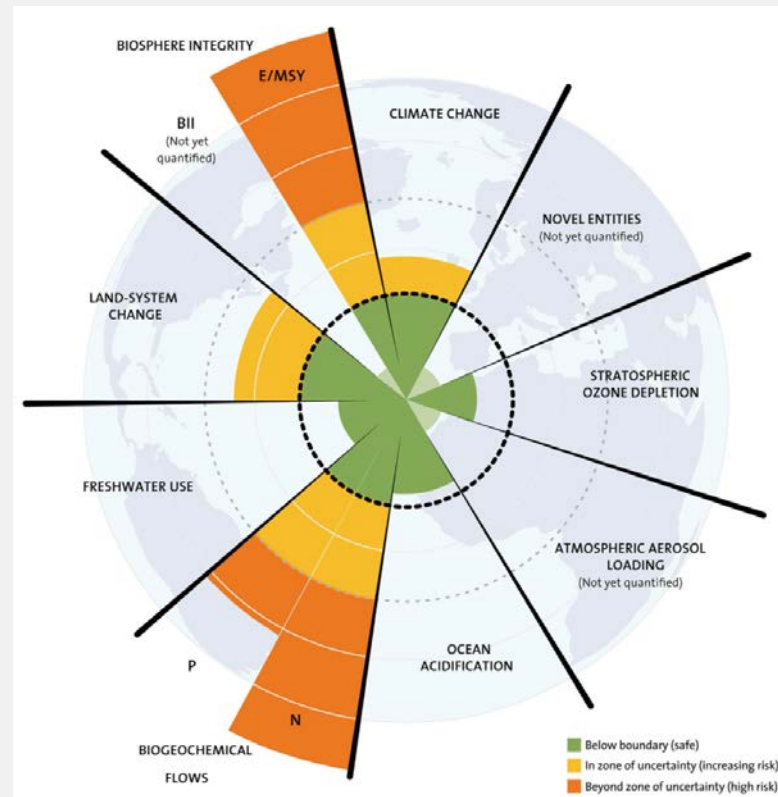 BIOSPHERE INTEGRITY
E/MSY
BII
(Not yet
quantified)
CLIMATE CHANGE
NOVEL ENTITIES
(Not yet quantified)
LAND-SYSTEM
CHANGE
STRATOSPHERIC
OZONE DEPLETION
FRESHWATER USE
ATMOSPHERIC AEROSOL
LOADING
(Not yet quantified)
OCEAN
ACIDIFICATION
P
N
BIOGEOCHEMICAL
FLOWS
Below boundary (safe)
In zone of uncertainty (increasing risk)
Beyond zone of uncertainty (high risk)